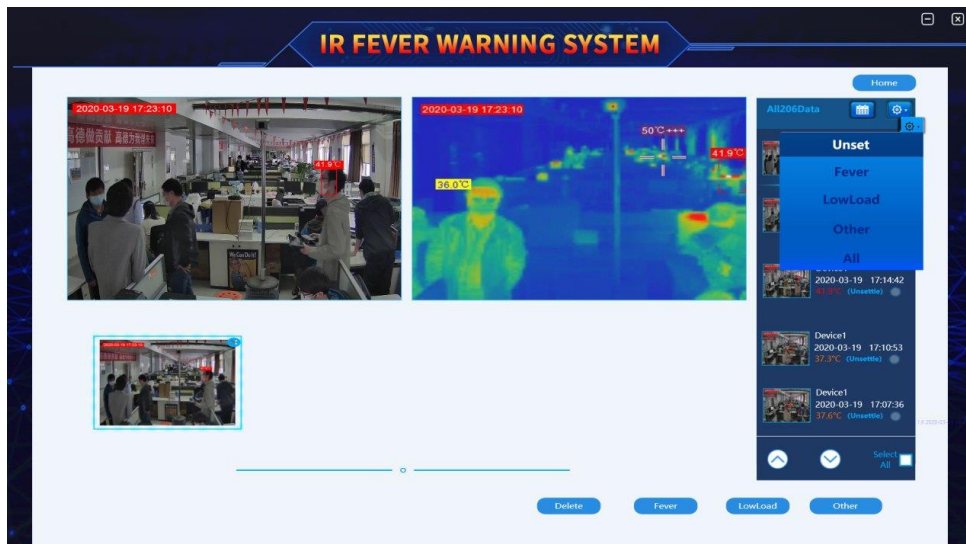 IR FEVER WARNING SYSTEM
Home
2020-03-19 17:23:10
41.9℃
2020-03-19 17:23:10
50℃+++
41.9℃
36.0℃
All206Data
Unset
Fever
LowLoad
Other
All
2020-03-19 17:14:42
41.9℃ (Unsettle)
Device1
2020-03-19 17:10:53
37.3℃ (Unsettle)
Device1
2020-03-19 17:07:36
37.6℃ (Unsettle)
Select
All
Delete
Fever
LowLoad
Other